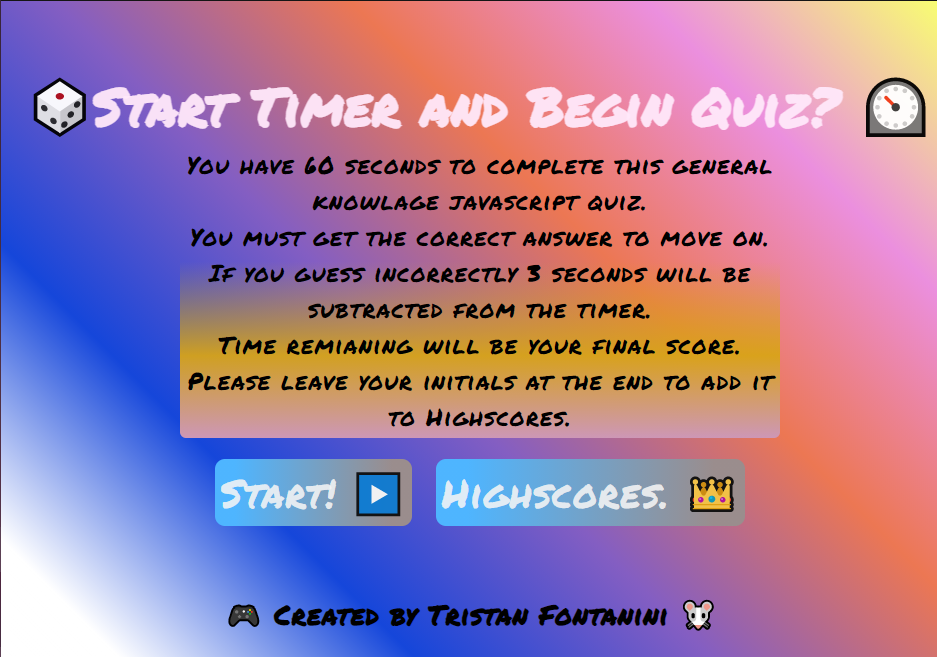 Start Timer and Begin Quiz?
You have 60 seconds to complete this general
knowlage javascript quiz.
You must get the correct answer to move on.
If you guess incorrectly 3 seconds will be
subtracted from the timer.
Time remianing will be your final score.
Please leave your initials at the end to add it
to Highscores.
Start!
Highscores.
Created by Tristan Fontanini